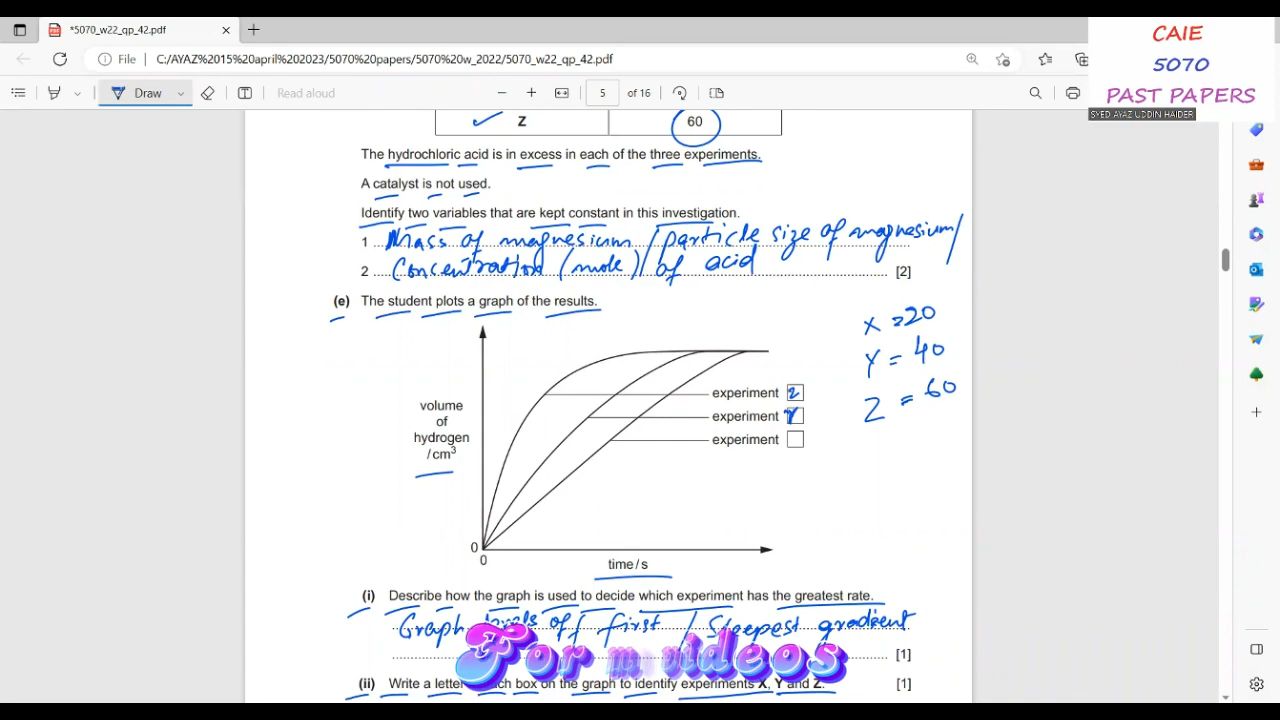 *5070_w22_qp_42.pdf
File C:/AYAZ%2015%20april%202023/5070%20papers/5070%20w_2022/5070_w22_qp_42.pdf
CAIE
5070
PAST PAPERS
SYED AYAZ UDDIN HAIDER
Draw
Read aloud
5 of 16
Z 60
The hydrochloric acid is in excess in each of the three experiments.
A catalyst is not used.
Identify two variables that are kept constant in this investigation.
1 Mass of magnesium / particle size of magnesium /
2 Concentration (mole) / of acid [2]
(e) The student plots a graph of the results.
X = 20
Y = 40
Z = 60
volume
of
hydrogen
/cm³
experiment Z
experiment Y
experiment
0
0
time/s
(i) Describe how the graph is used to decide which experiment has the greatest rate.
Graph levels off first / Steepest gradient
[1]
For videos
(ii) Write a letter box on the graph to identify experiments X, Y and Z. [1]